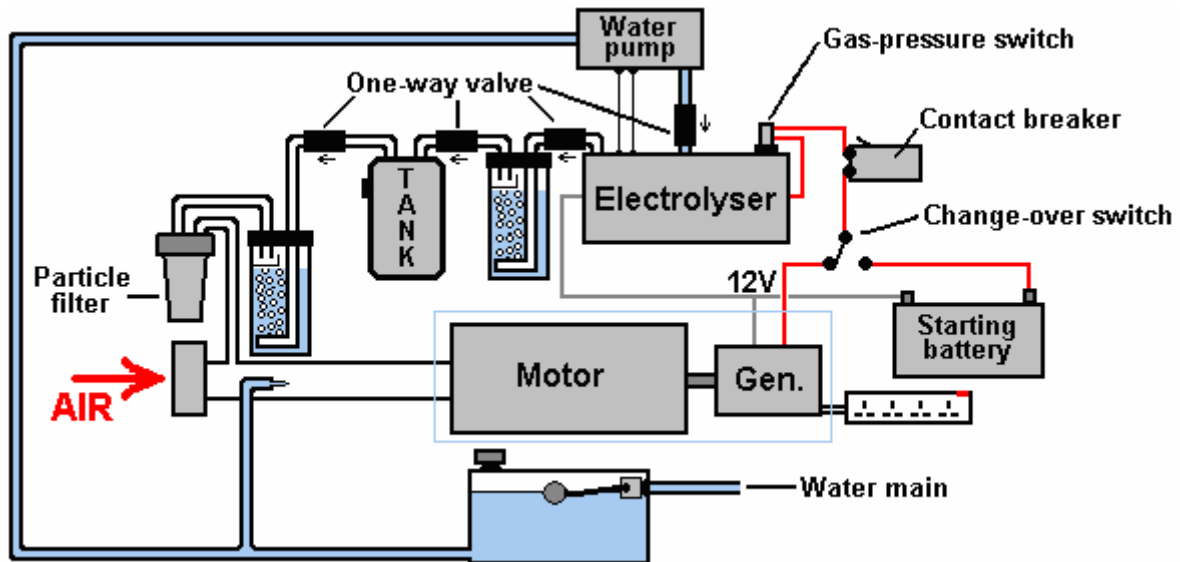 Water
pump
Gas-pressure switch
One-way valve
Contact breaker
TANK
Electrolyser
Change-over switch
Particle
filter
12V
Starting
battery
Motor
Gen.
AIR
Water main